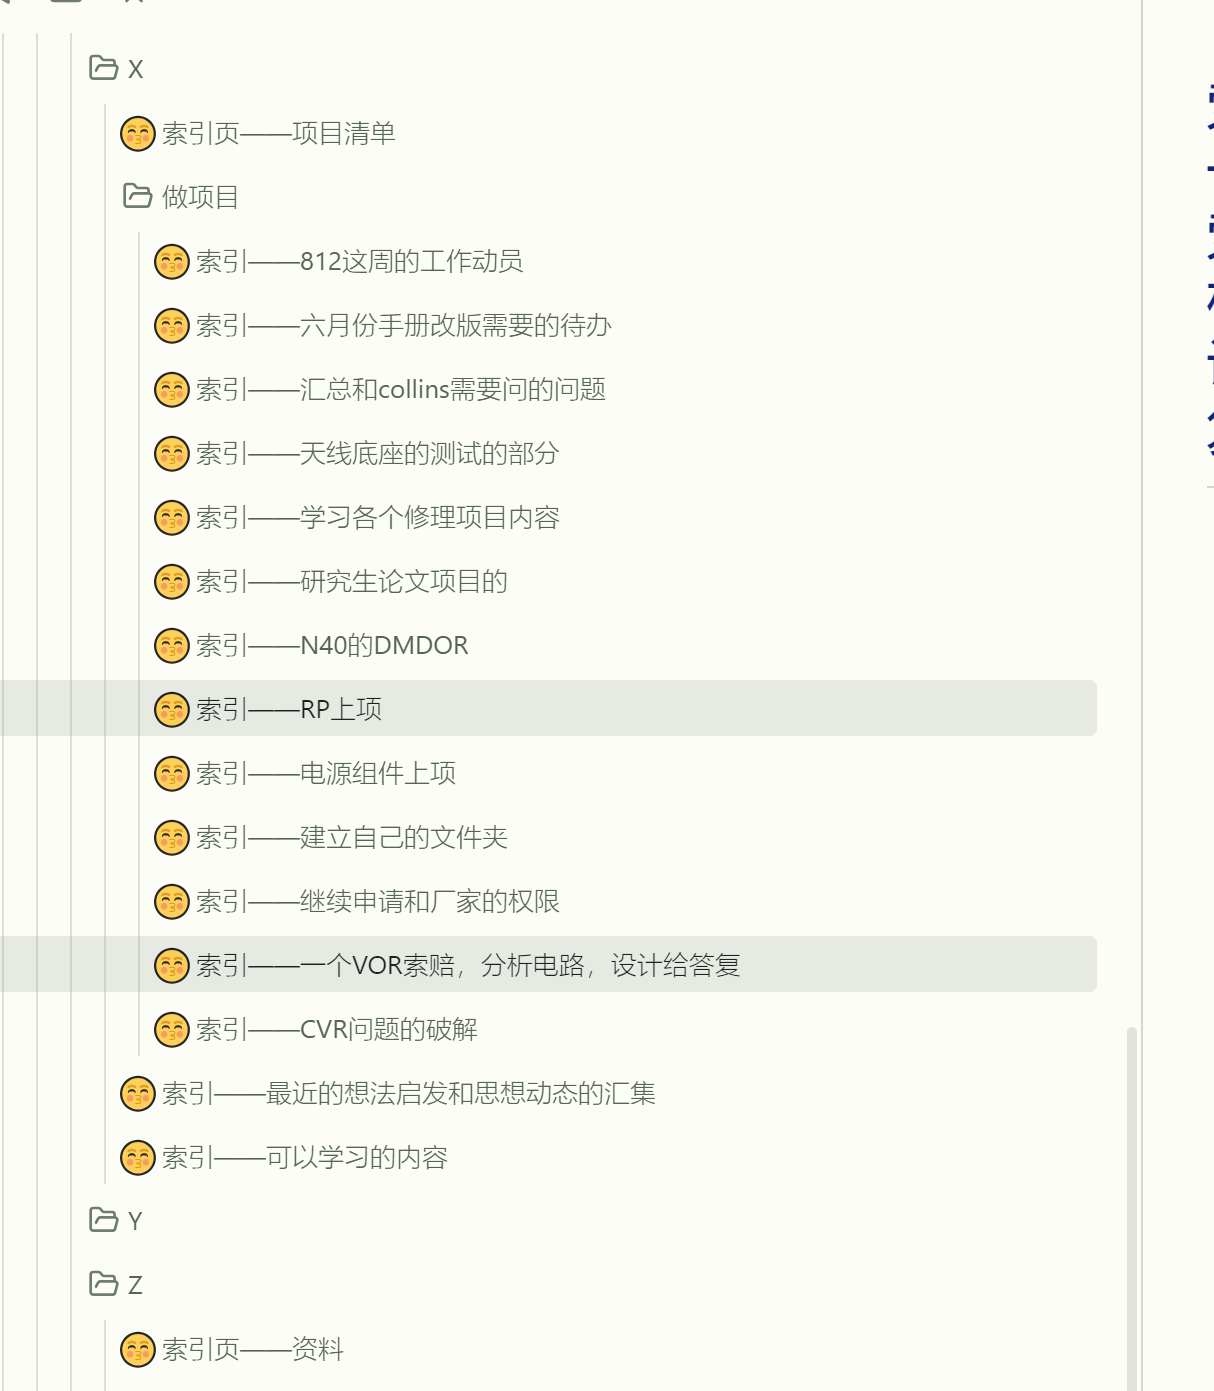 X
索引页——项目清单
做项目
索引——812这周的工作动员
索引——六月份手册改版需要的待办
索引——汇总和collins需要问的问题
索引——天线底座的测试的部分
索引——学习各个修理项目内容
索引——研究生论文项目的
索引——N40的DMDOR
索引——RP上项
索引——电源组件上项
索引——建立自己的文件夹
索引——继续申请和厂家的权限
索引——一个VOR索赔，分析电路，设计给答复
索引——CVR问题的破解
索引——最近的想法启发和思想动态的汇集
索引——可以学习的内容
Y
Z
索引页——资料